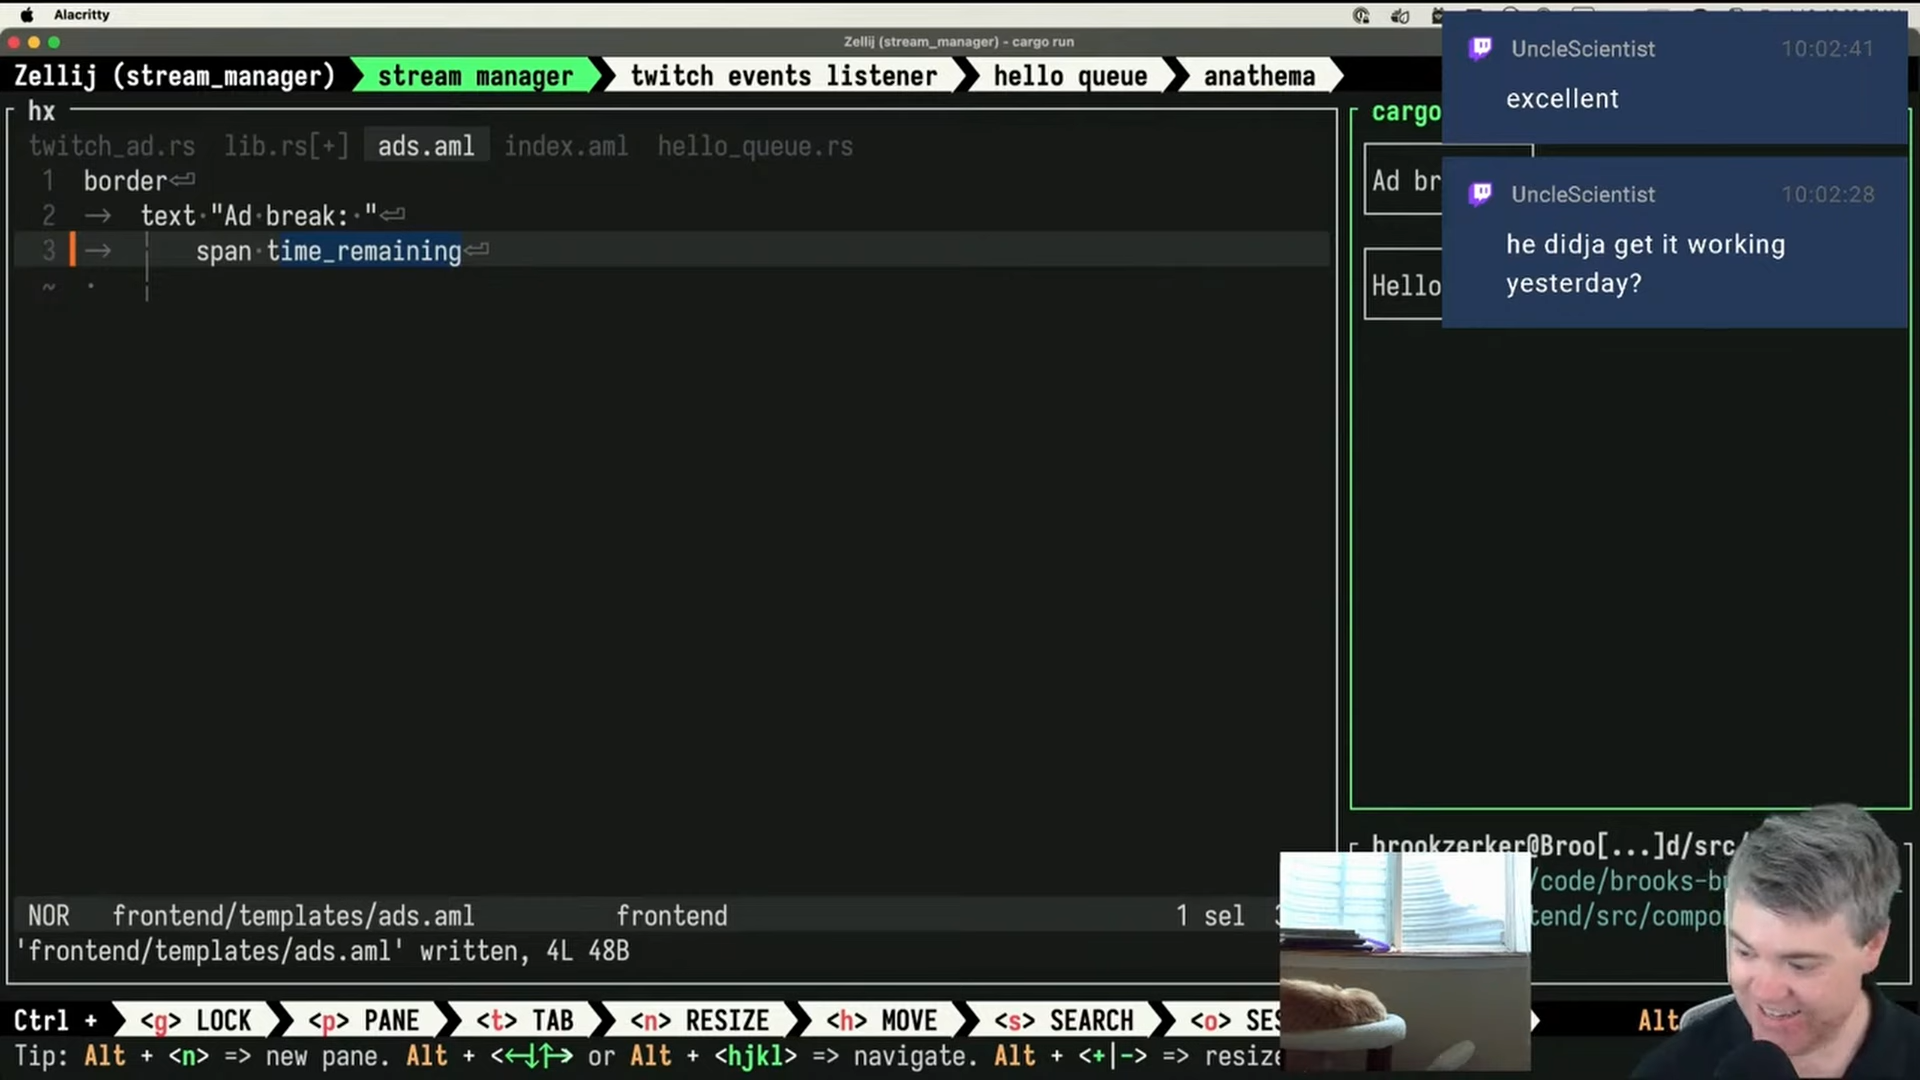 Alacritty
Zellij (stream_manager) - cargo run
Zellij (stream_manager) stream manager twitch events listener hello queue anathema
hx
twitch_ad.rs lib.rs[+] ads.aml index.aml hello_queue.rs
1 border⏎
2 → text·"Ad·break:·"⏎
3 → span·time_remaining⏎
~
NOR frontend/templates/ads.aml frontend 1 sel
'frontend/templates/ads.aml' written, 4L 48B
cargo
Ad br
Hello
UncleScientist 10:02:41
excellent
UncleScientist 10:02:28
he didja get it working
yesterday?
brookzerker@Broo[...]d/src/
/code/brooks-bu
tend/src/compo
Ctrl + <g> LOCK <p> PANE <t> TAB <n> RESIZE <h> MOVE <s> SEARCH <o> SES Alt
Tip: Alt + <n> => new pane. Alt + <←↓↑→> or Alt + <hjkl> => navigate. Alt + <+|-> => resize